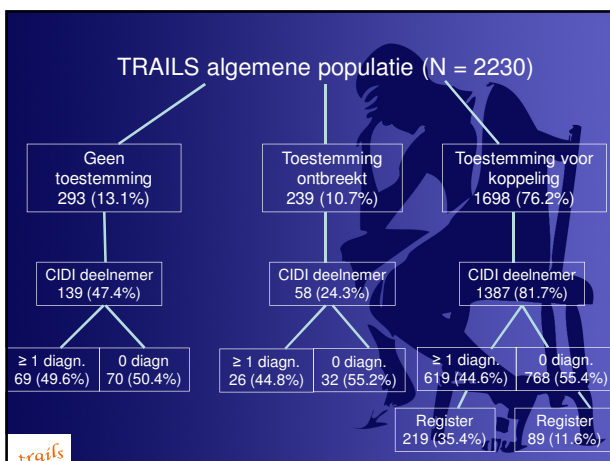 TRAILS algemene populatie (N = 2230)
Geen
toestemming
293 (13.1%)
Toestemming
ontbreekt
239 (10.7%)
Toestemming voor
koppeling
1698 (76.2%)
CIDI deelnemer
139 (47.4%)
CIDI deelnemer
58 (24.3%)
CIDI deelnemer
1387 (81.7%)
≥ 1 diagn.
69 (49.6%)
0 diagn
70 (50.4%)
≥ 1 diagn.
26 (44.8%)
0 diagn.
32 (55.2%)
≥ 1 diagn.
619 (44.6%)
0 diagn.
768 (55.4%)
Register
219 (35.4%)
Register
89 (11.6%)
trails